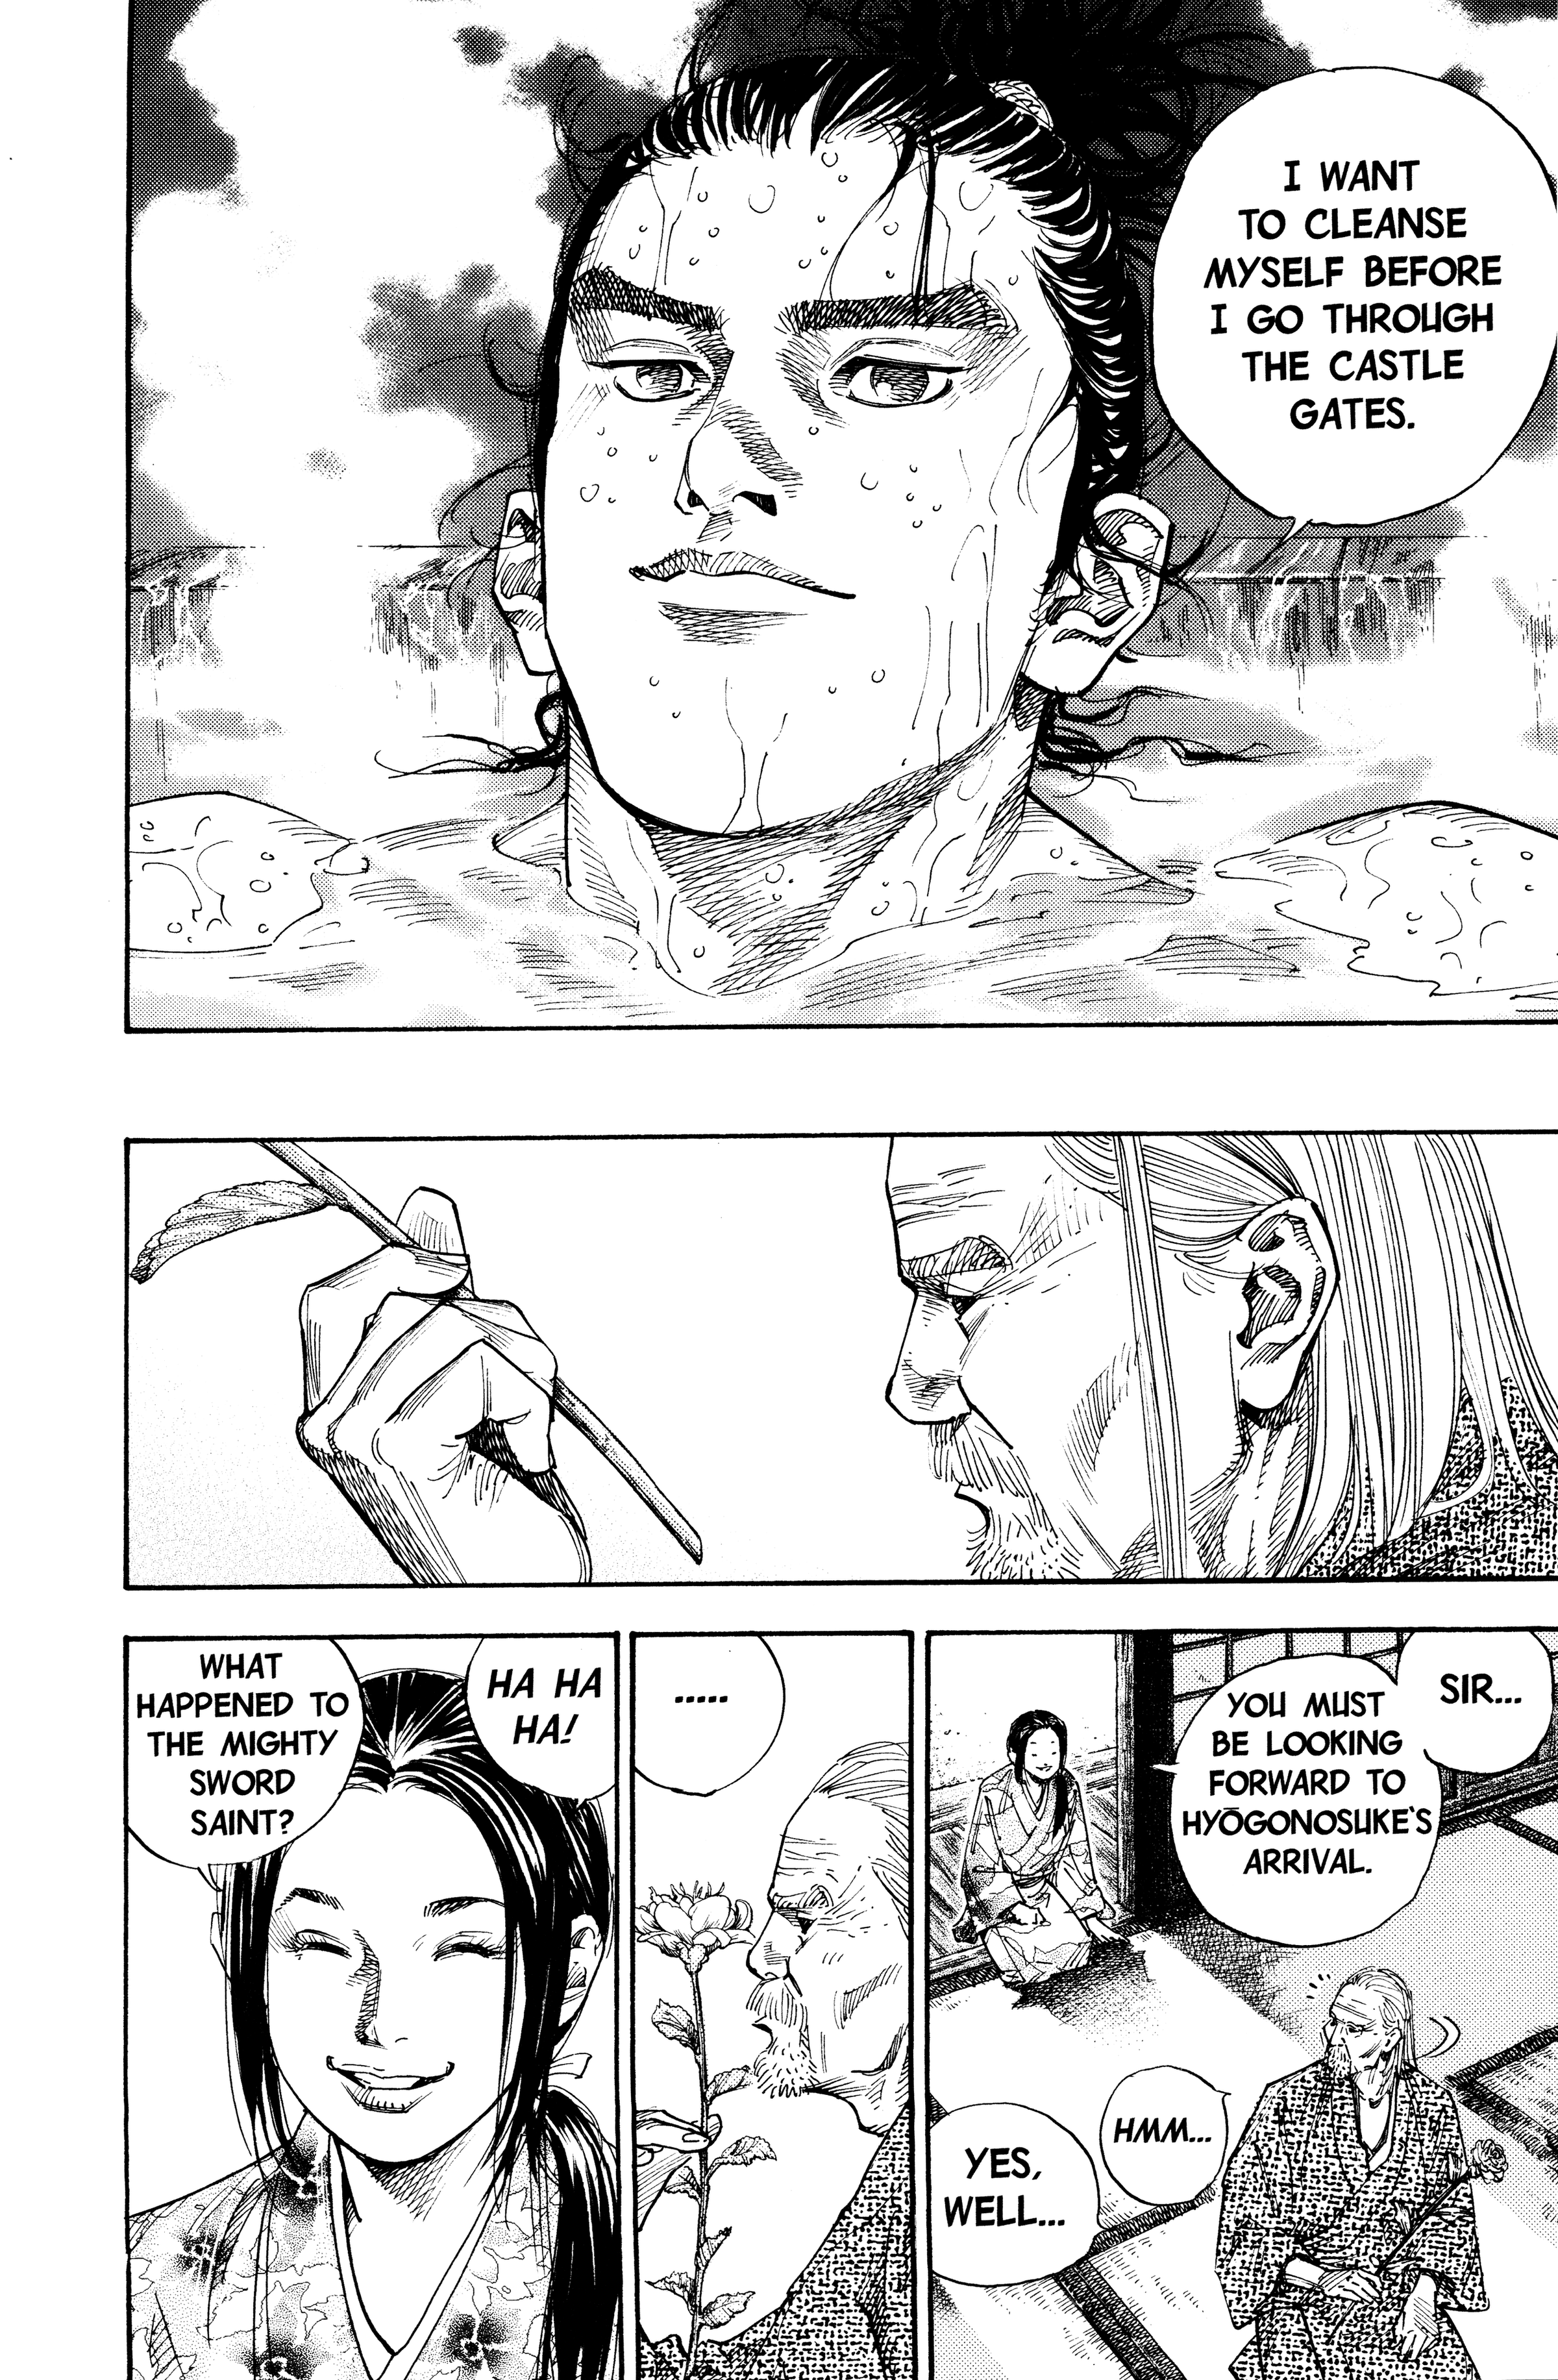 I WANT
TO CLEANSE
MYSELF BEFORE
I GO THROUGH
THE CASTLE
GATES.
SIR...
YOU MUST
BE LOOKING
FORWARD TO
HYŌGONOSUKE'S
ARRIVAL.
HMM...
YES,
WELL...
.....
HA HA
HA!
WHAT
HAPPENED TO
THE MIGHTY
SWORD
SAINT?